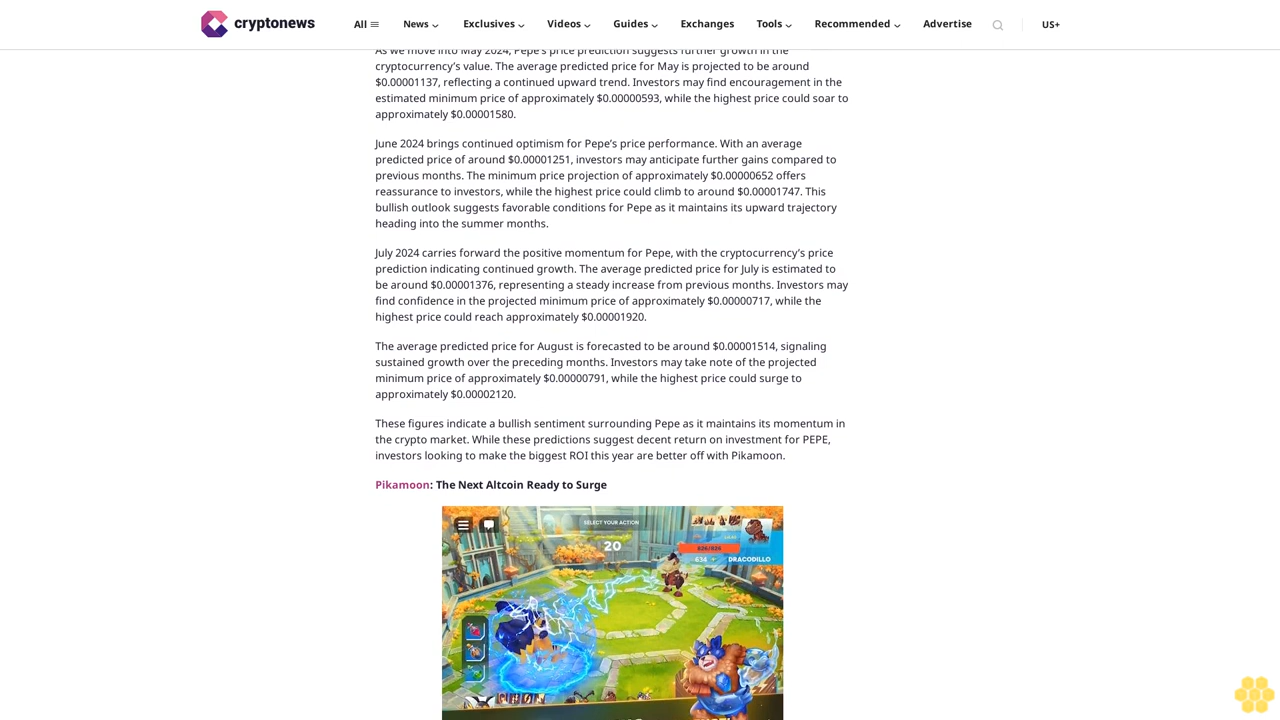 cryptonews
All
News
Exclusives
Videos
Guides
Exchanges
Tools
Recommended
Advertise
US+
As we move into May 2024, Pepe's price prediction suggests further growth in the
cryptocurrency's value. The average predicted price for May is projected to be around
$0.00001137, reflecting a continued upward trend. Investors may find encouragement in the
estimated minimum price of approximately $0.00000593, while the highest price could soar to
approximately $0.00001580.
June 2024 brings continued optimism for Pepe's price performance. With an average
predicted price of around $0.00001251, investors may anticipate further gains compared to
previous months. The minimum price projection of approximately $0.00000652 offers
reassurance to investors, while the highest price could climb to around $0.00001747. This
bullish outlook suggests favorable conditions for Pepe as it maintains its upward trajectory
heading into the summer months.
July 2024 carries forward the positive momentum for Pepe, with the cryptocurrency's price
prediction indicating continued growth. The average predicted price for July is estimated to
be around $0.00001376, representing a steady increase from previous months. Investors may
find confidence in the projected minimum price of approximately $0.00000717, while the
highest price could reach approximately $0.00001920.
The average predicted price for August is forecasted to be around $0.00001514, signaling
sustained growth over the preceding months. Investors may take note of the projected
minimum price of approximately $0.00000791, while the highest price could surge to
approximately $0.00002120.
These figures indicate a bullish sentiment surrounding Pepe as it maintains its momentum in
the crypto market. While these predictions suggest decent return on investment for PEPE,
investors looking to make the biggest ROI this year are better off with Pikamoon.
Pikamoon: The Next Altcoin Ready to Surge
SELECT YOUR ACTION
20
826/826
634
DRACODILLO